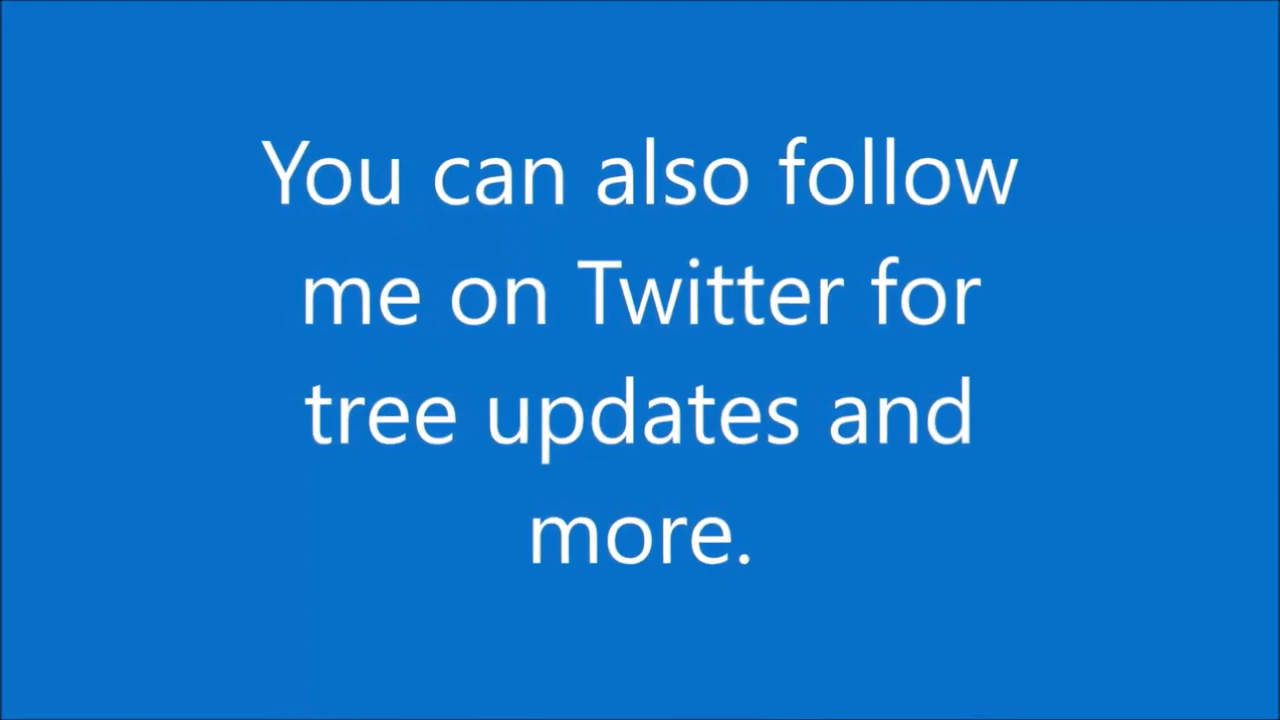 You can also follow
me on Twitter for
tree updates and
more.